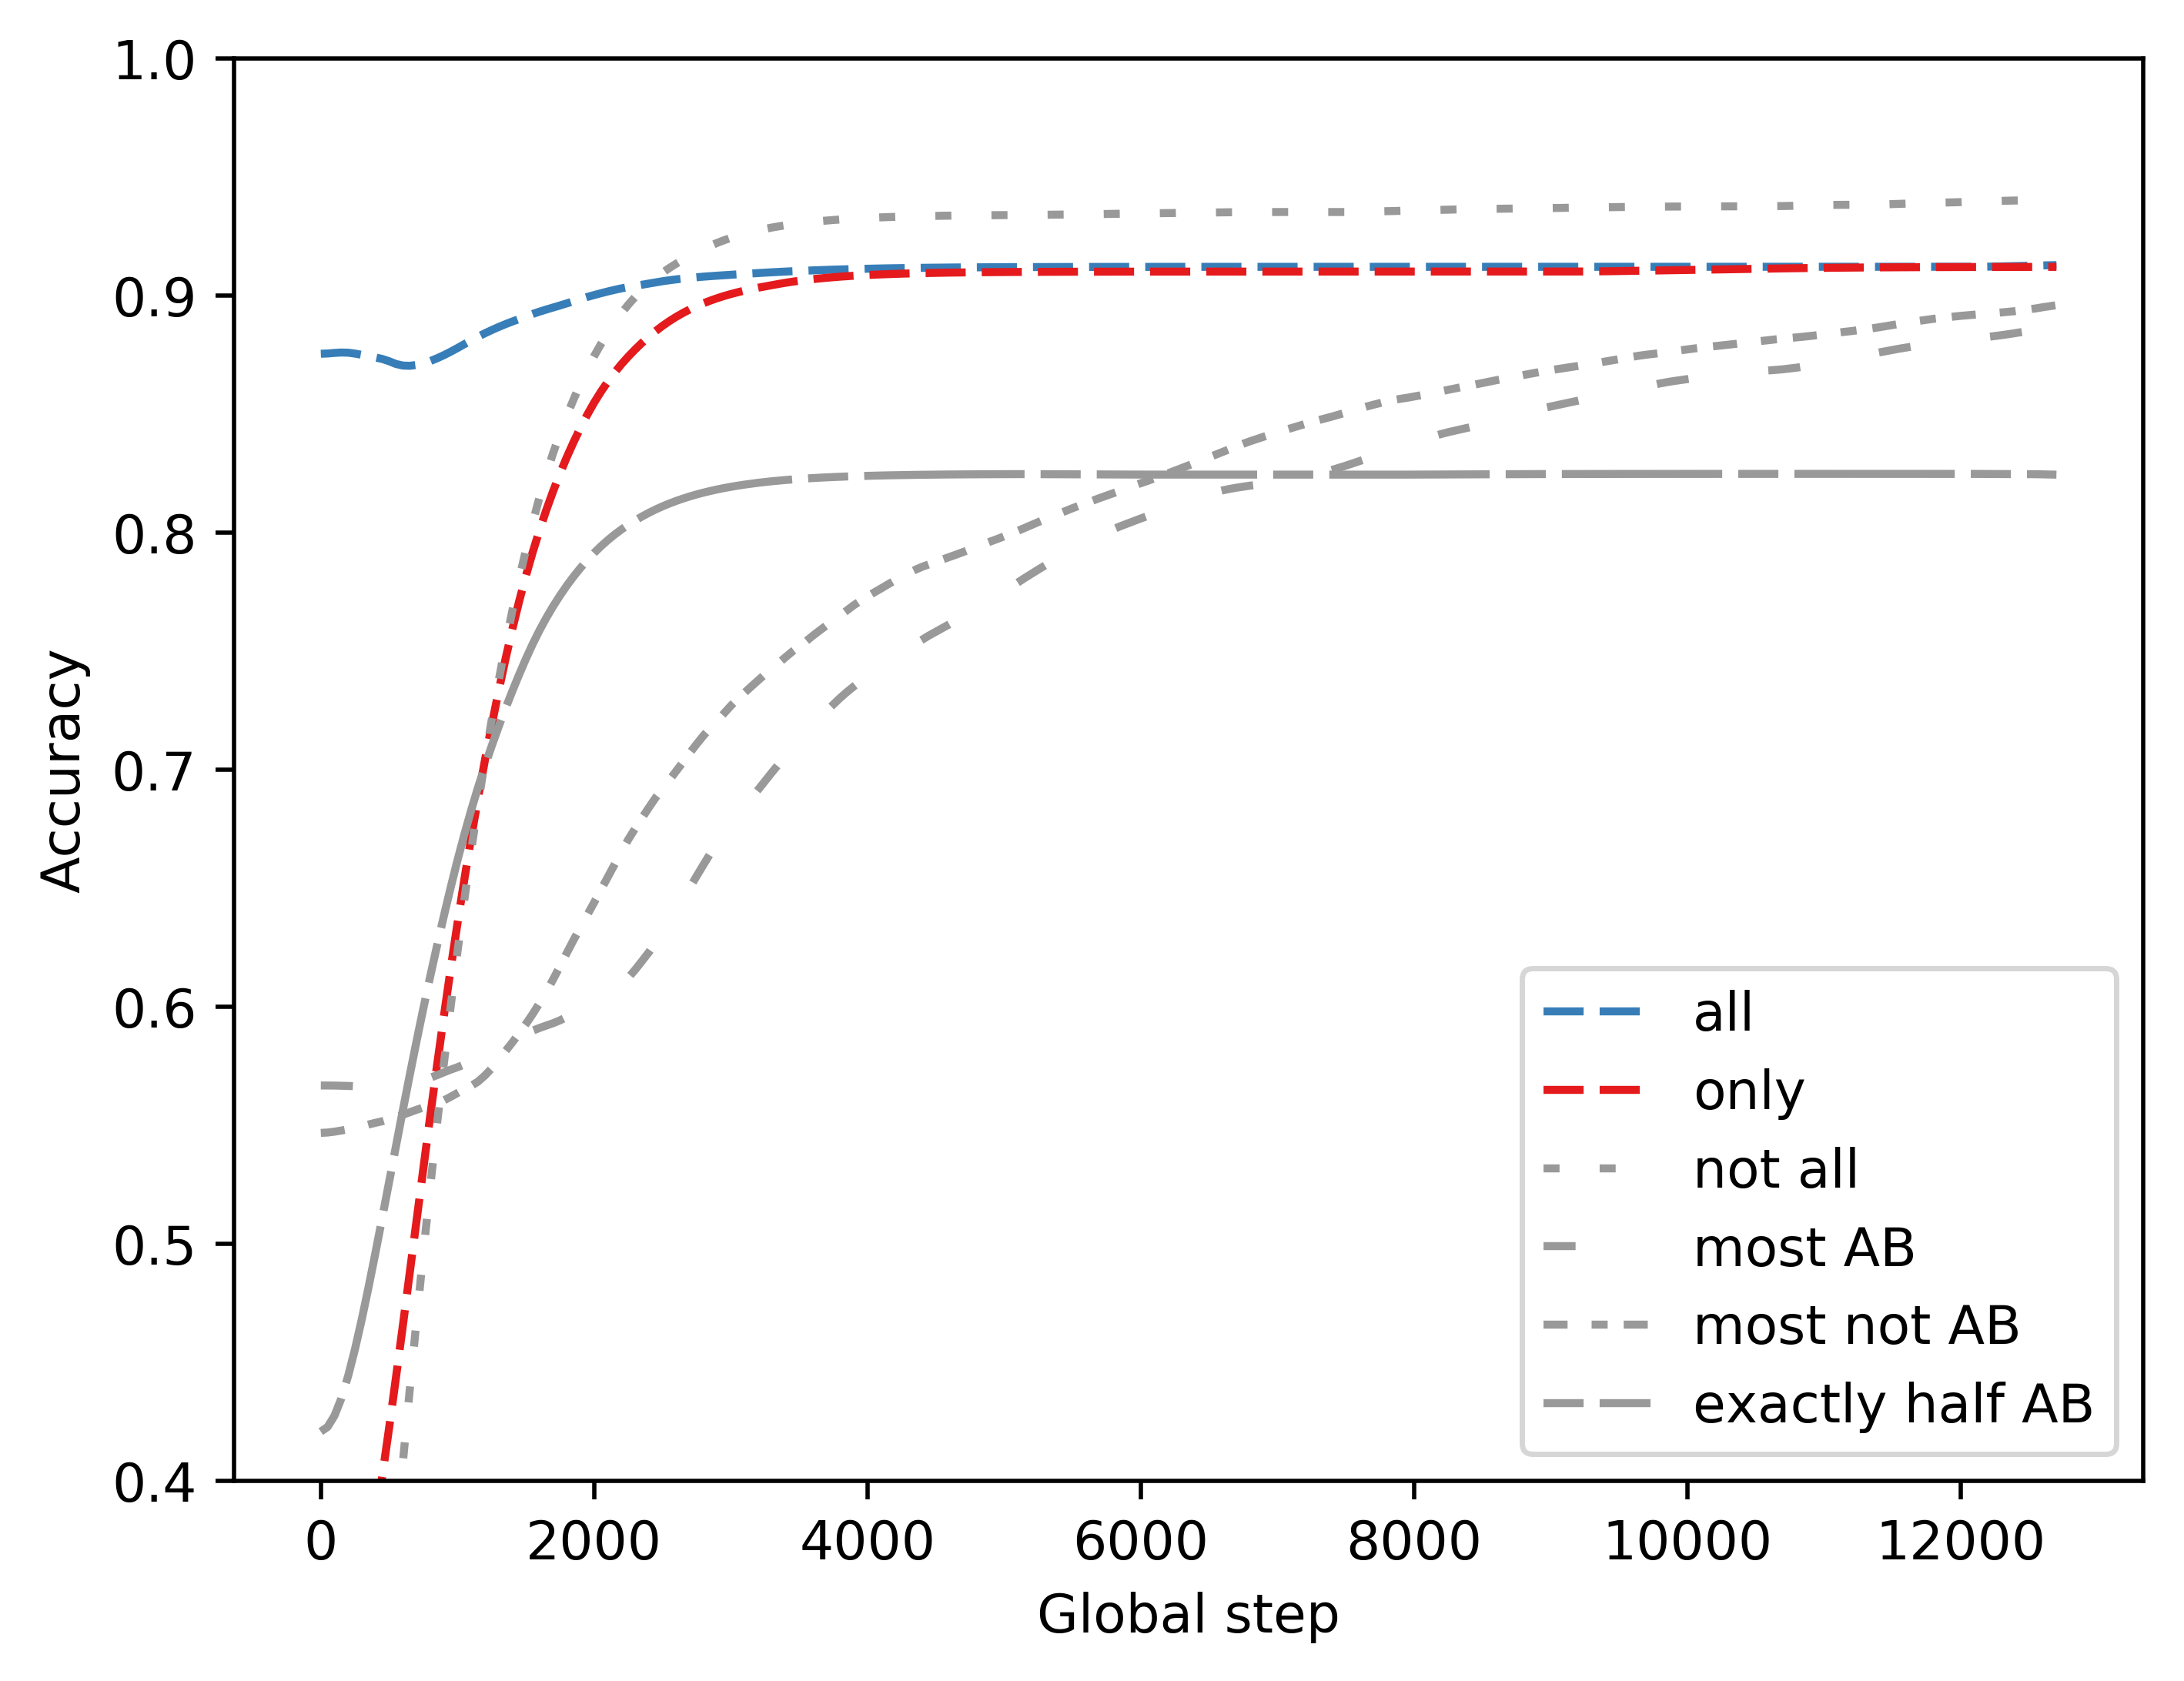 1.0
0.9
0.8
0.7
0.6
0.5
0.4
Accuracy
0 2000 4000 6000 8000 10000 12000
Global step
all
only
not all
most AB
most not AB
exactly half AB